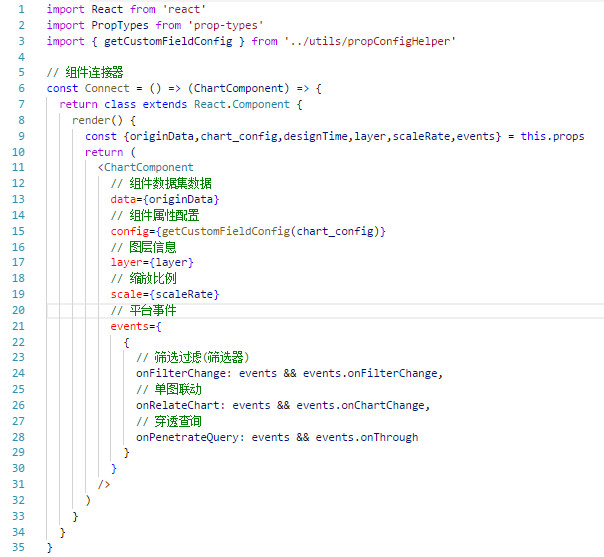 1 import React from 'react'
2 import PropTypes from 'prop-types'
3 import { getCustomFieldConfig } from '../utils/propConfigHelper'
4
5 // 组件连接器
6 const Connect = () => (ChartComponent) => {
7 return class extends React.Component {
8 render() {
9 const {originData,chart_config,designTime,layer,scaleRate,events} = this.props
10 return (
11 <ChartComponent
12 // 组件数据集数据
13 data={originData}
14 // 组件属性配置
15 config={getCustomFieldConfig(chart_config)}
16 // 图层信息
17 layer={layer}
18 // 缩放比例
19 scale={scaleRate}
20 // 平台事件
21 events={
22 {
23 // 筛选过虑(筛选器)
24 onFilterChange: events && events.onFilterChange,
25 // 单图联动
26 onRelateChart: events && events.onChartChange,
27 // 穿透查询
28 onPenetrateQuery: events && events.onThrough
29 }
30 }
31 />
32 )
33 }
34 }
35 }